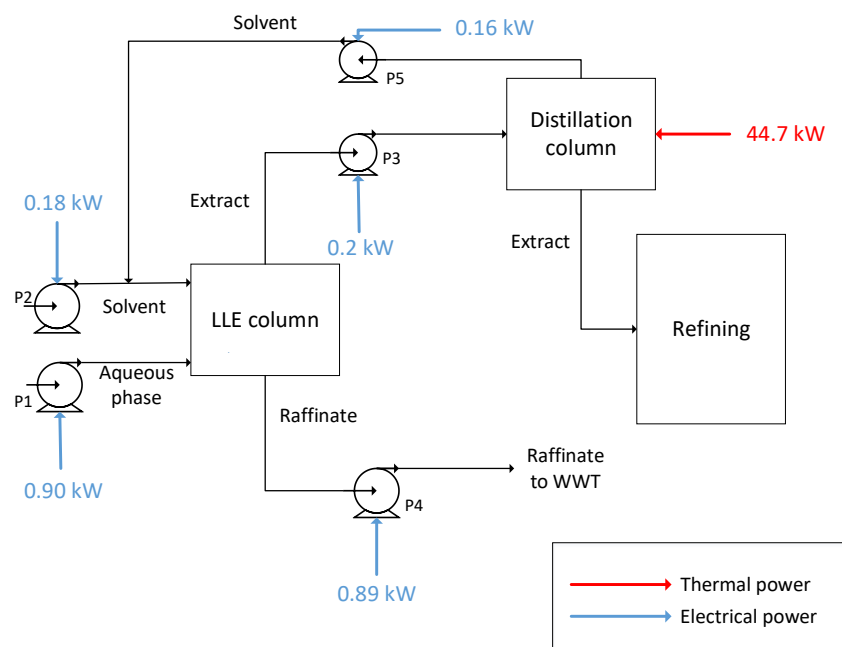 Solvent
0.16 kW
P5
Distillation
column
44.7 kW
P3
Extract
0.18 kW
0.2 kW
Extract
P2
Solvent
LLE column
Refining
Aqueous
phase
P1
Raffinate
Raffinate
to WWT
0.90 kW
P4
0.89 kW
Thermal power
Electrical power